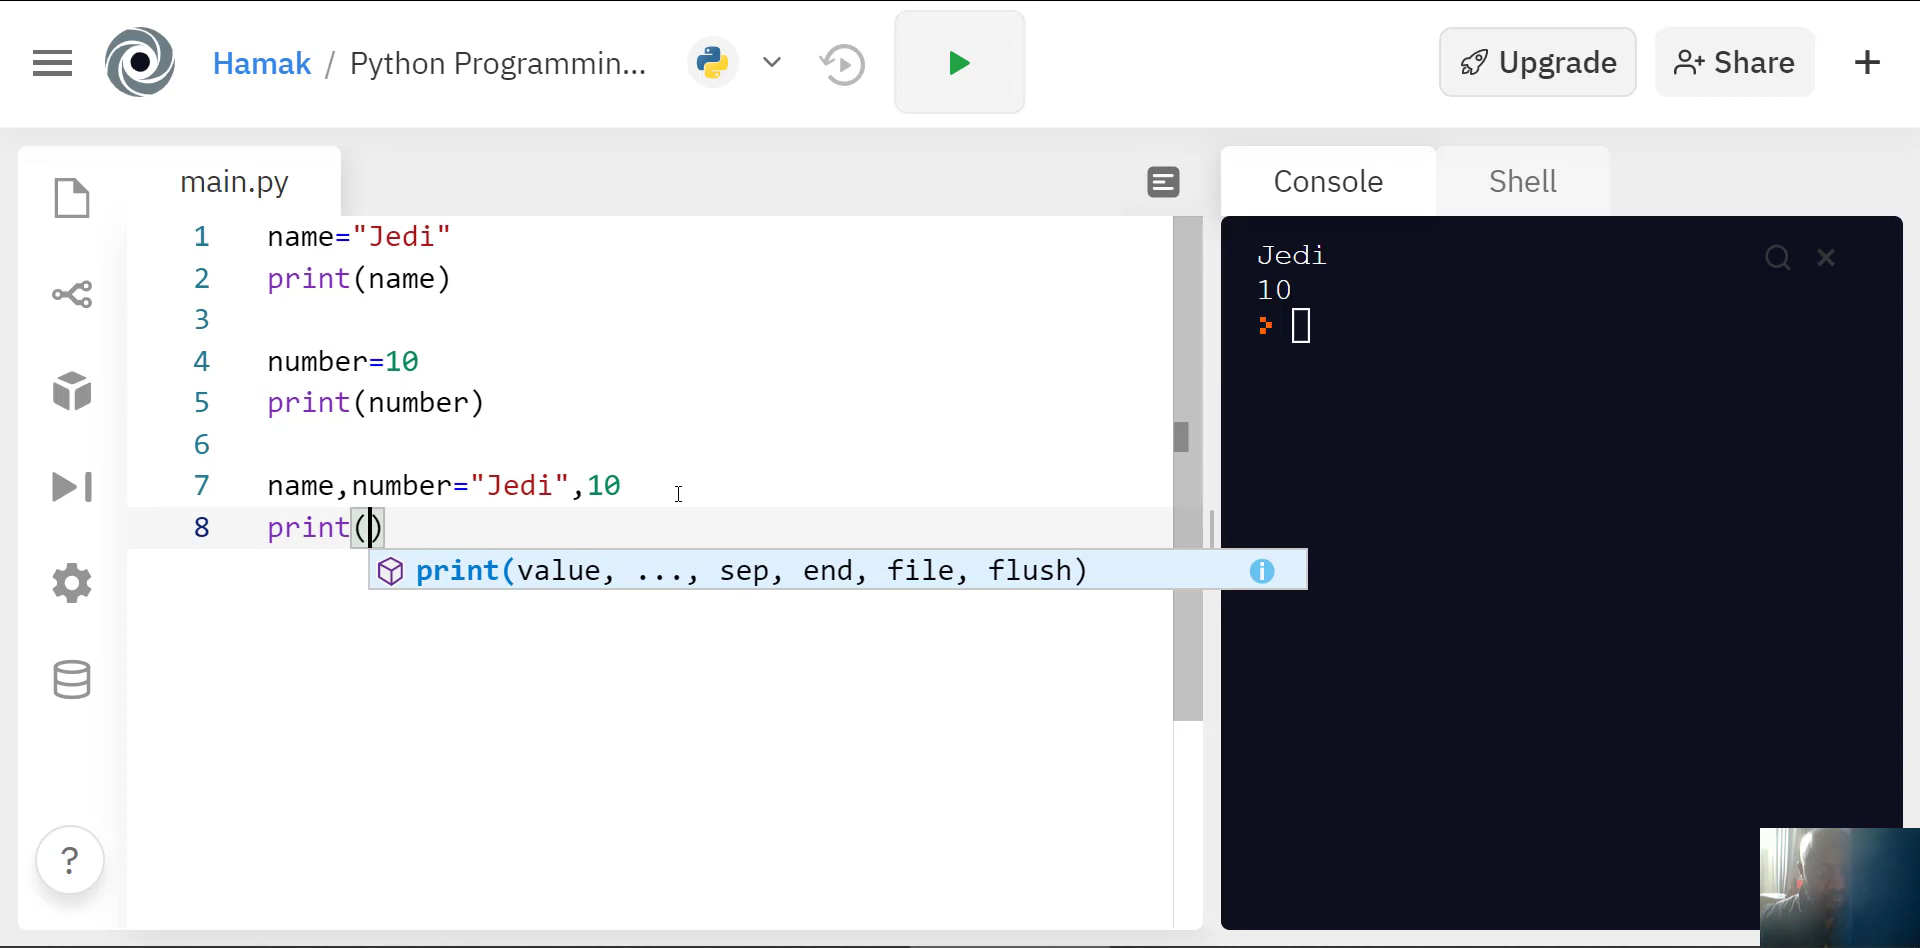 Hamak / Python Programmin...
Upgrade
Share
main.py
Console
Shell
1 name="Jedi"
2 print(name)
3
4 number=10
5 print(number)
6
7 name,number="Jedi",10
8 print()
print(value, ..., sep, end, file, flush)
Jedi
10
?